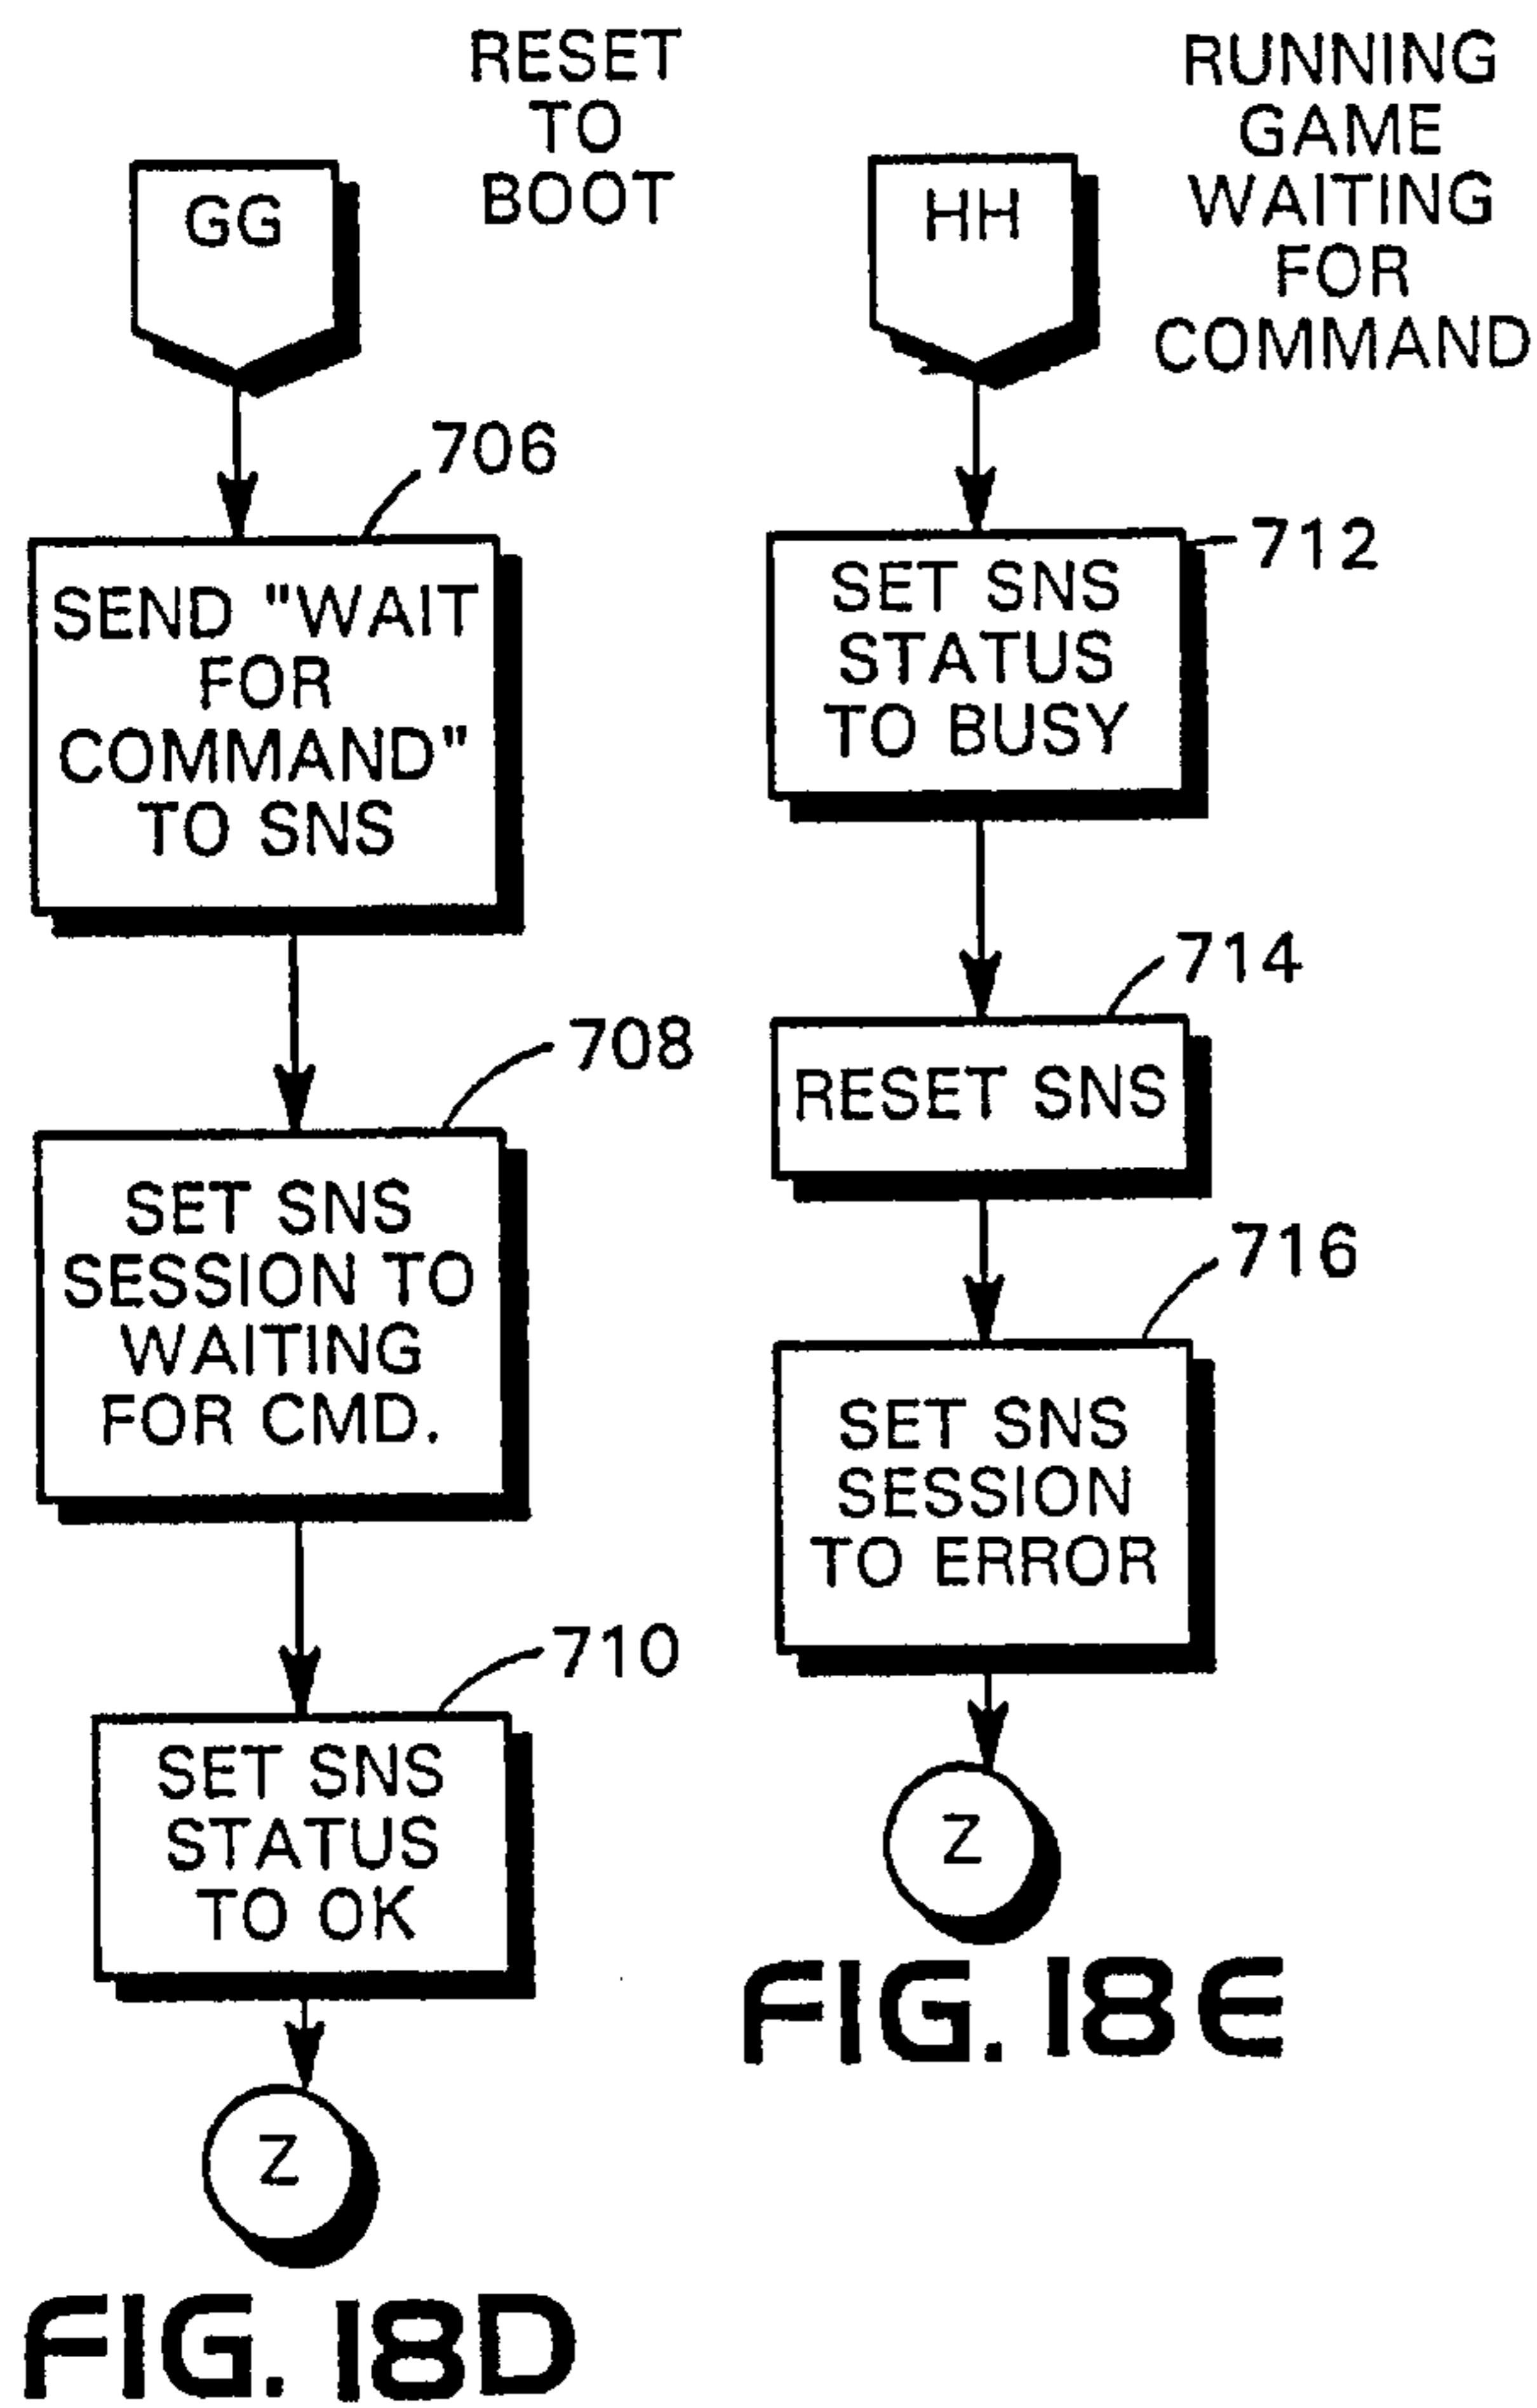 RESET
TO
BOOT
GG
706
SEND "WAIT
FOR
COMMAND"
TO SNS
708
SET SNS
SESSION TO
WAITING
FOR CMD.
710
SET SNS
STATUS
TO OK
Z
FIG. 18D
RUNNING
GAME
WAITING
FOR
COMMAND
HH
712
SET SNS
STATUS
TO BUSY
714
RESET SNS
716
SET SNS
SESSION
TO ERROR
Z
FIG. 18E